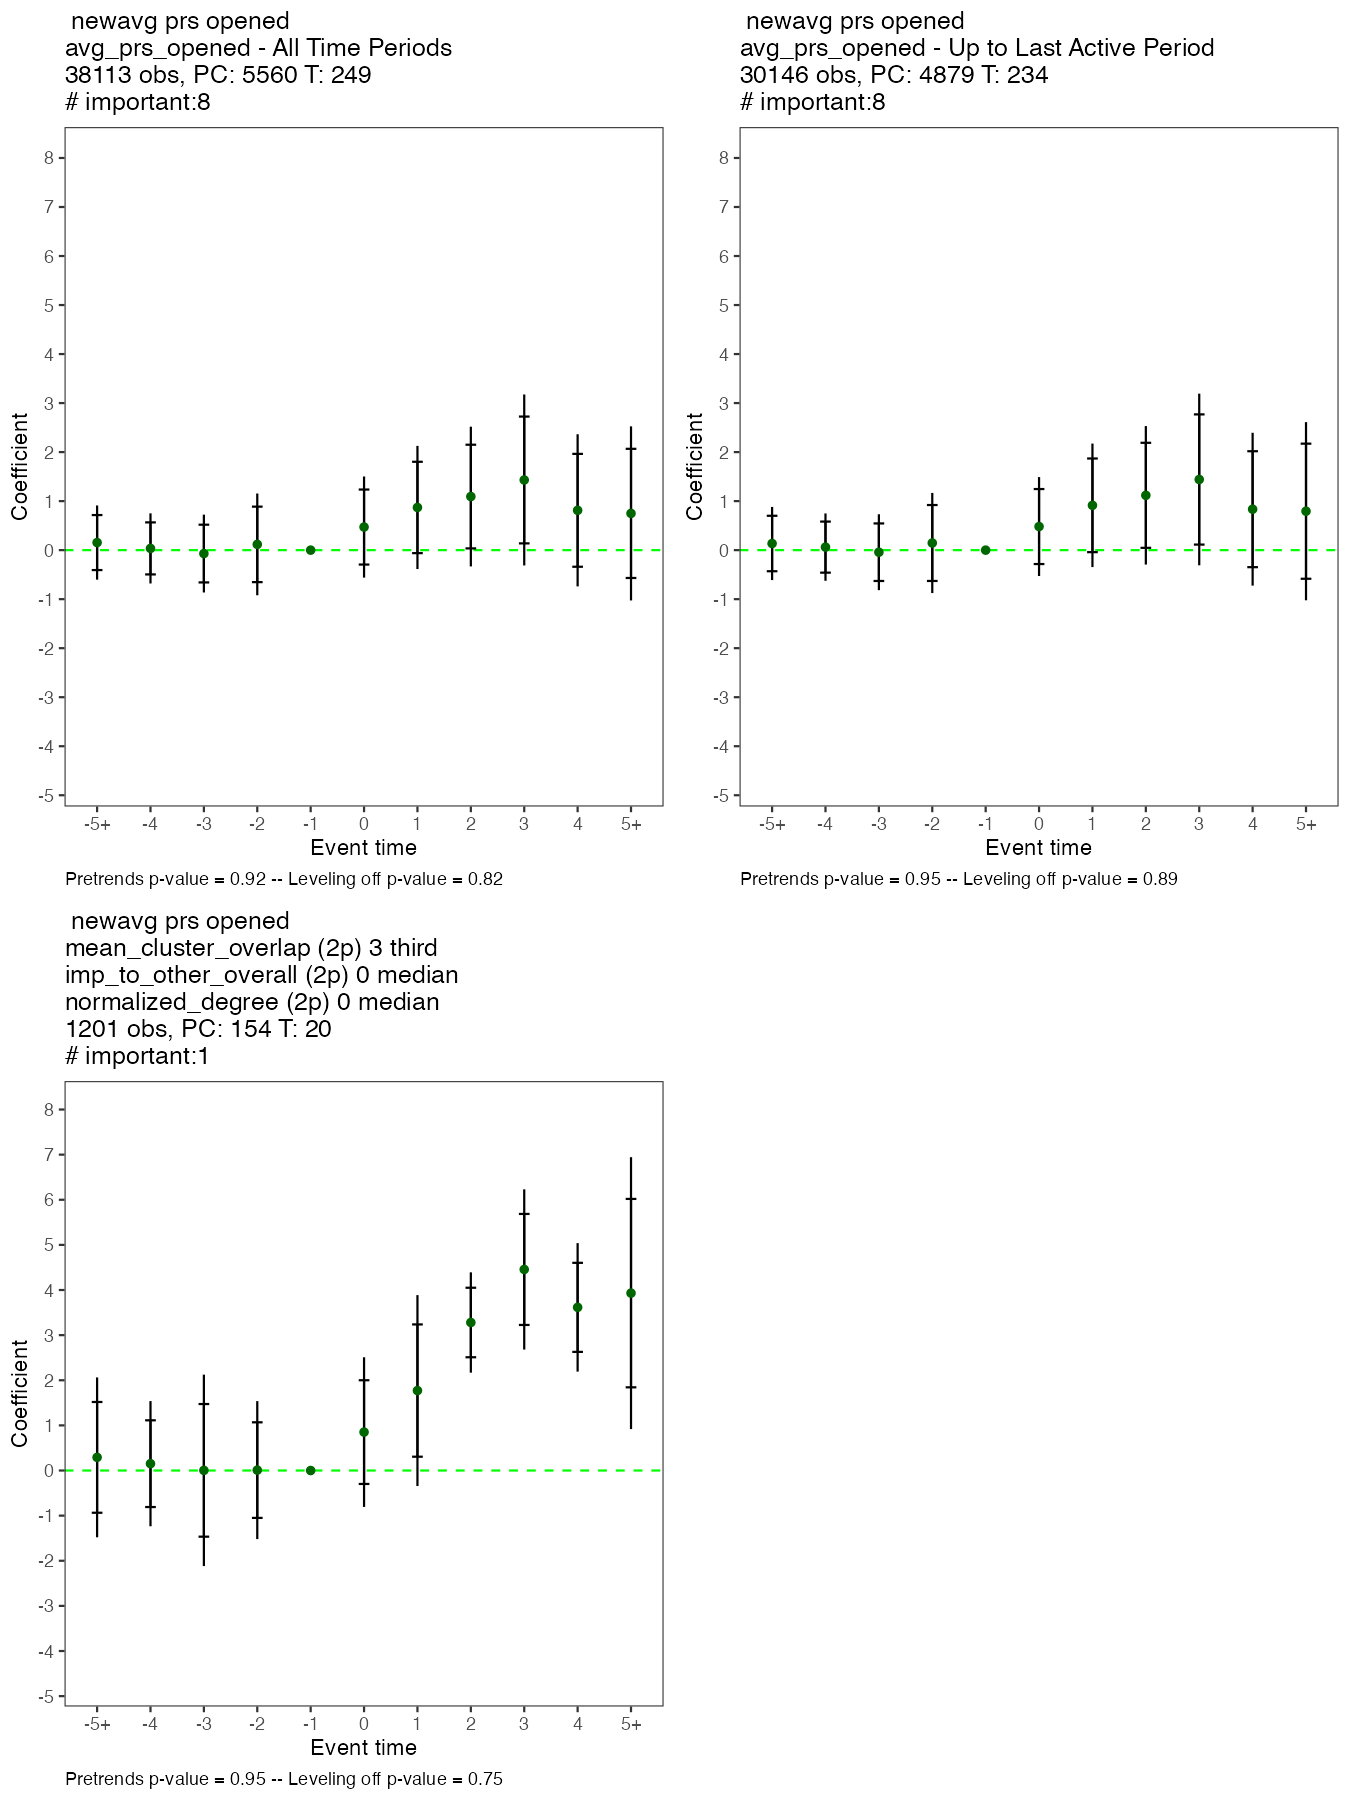 newavg prs opened
avg_prs_opened - All Time Periods
38113 obs, PC: 5560 T: 249
# important:8
8
7
6
5
4
3
2
1
0
-1
-2
-3
-4
-5
Coefficient
-5+ -4 -3 -2 -1 0 1 2 3 4 5+
Event time
Pretrends p-value = 0.92 -- Leveling off p-value = 0.82
newavg prs opened
avg_prs_opened - Up to Last Active Period
30146 obs, PC: 4879 T: 234
# important:8
8
7
6
5
4
3
2
1
0
-1
-2
-3
-4
-5
Coefficient
-5+ -4 -3 -2 -1 0 1 2 3 4 5+
Event time
Pretrends p-value = 0.95 -- Leveling off p-value = 0.89
newavg prs opened
mean_cluster_overlap (2p) 3 third
imp_to_other_overall (2p) 0 median
normalized_degree (2p) 0 median
1201 obs, PC: 154 T: 20
# important:1
8
7
6
5
4
3
2
1
0
-1
-2
-3
-4
-5
Coefficient
-5+ -4 -3 -2 -1 0 1 2 3 4 5+
Event time
Pretrends p-value = 0.95 -- Leveling off p-value = 0.75